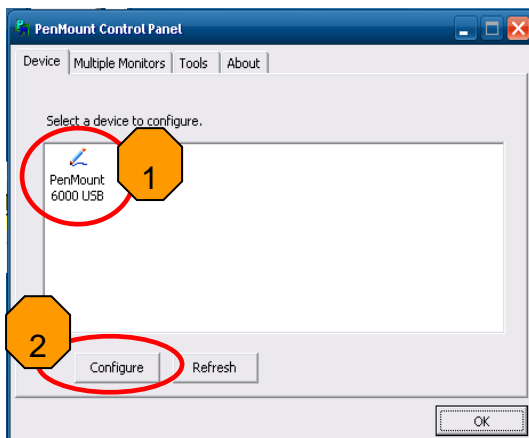 PenMount Control Panel
Device Multiple Monitors Tools About
Select a device to configure.
PenMount
6000 USB
1
2
Configure Refresh
OK